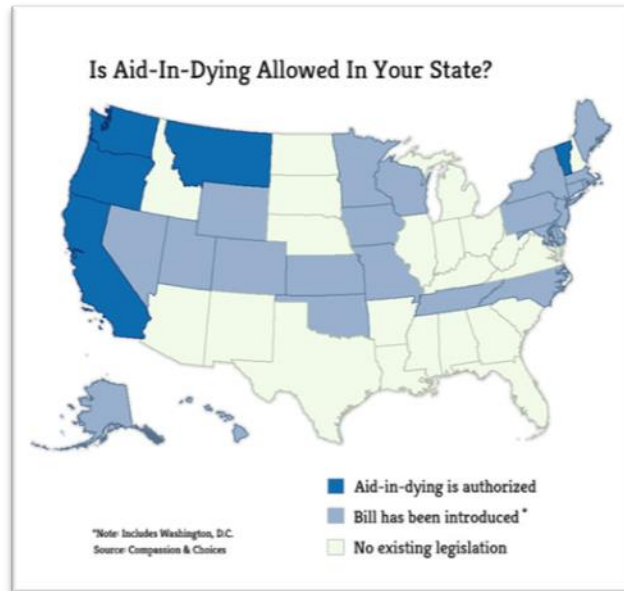 Is Aid-In-Dying Allowed In Your State?
Aid-in-dying is authorized
Bill has been introduced*
No existing legislation
*Note: Includes Washington, D.C.
Source: Compassion & Choices